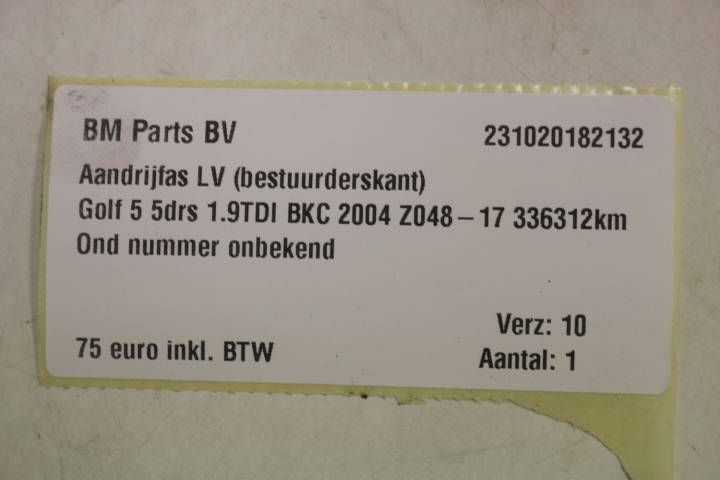 BM Parts BV 231020182132
Aandrijfas LV (bestuurderskant)
Golf 5 5drs 1.9TDI BKC 2004 Z048-17 336312km
Ond nummer onbekend
Verz: 10
75 euro inkl. BTW Aantal: 1